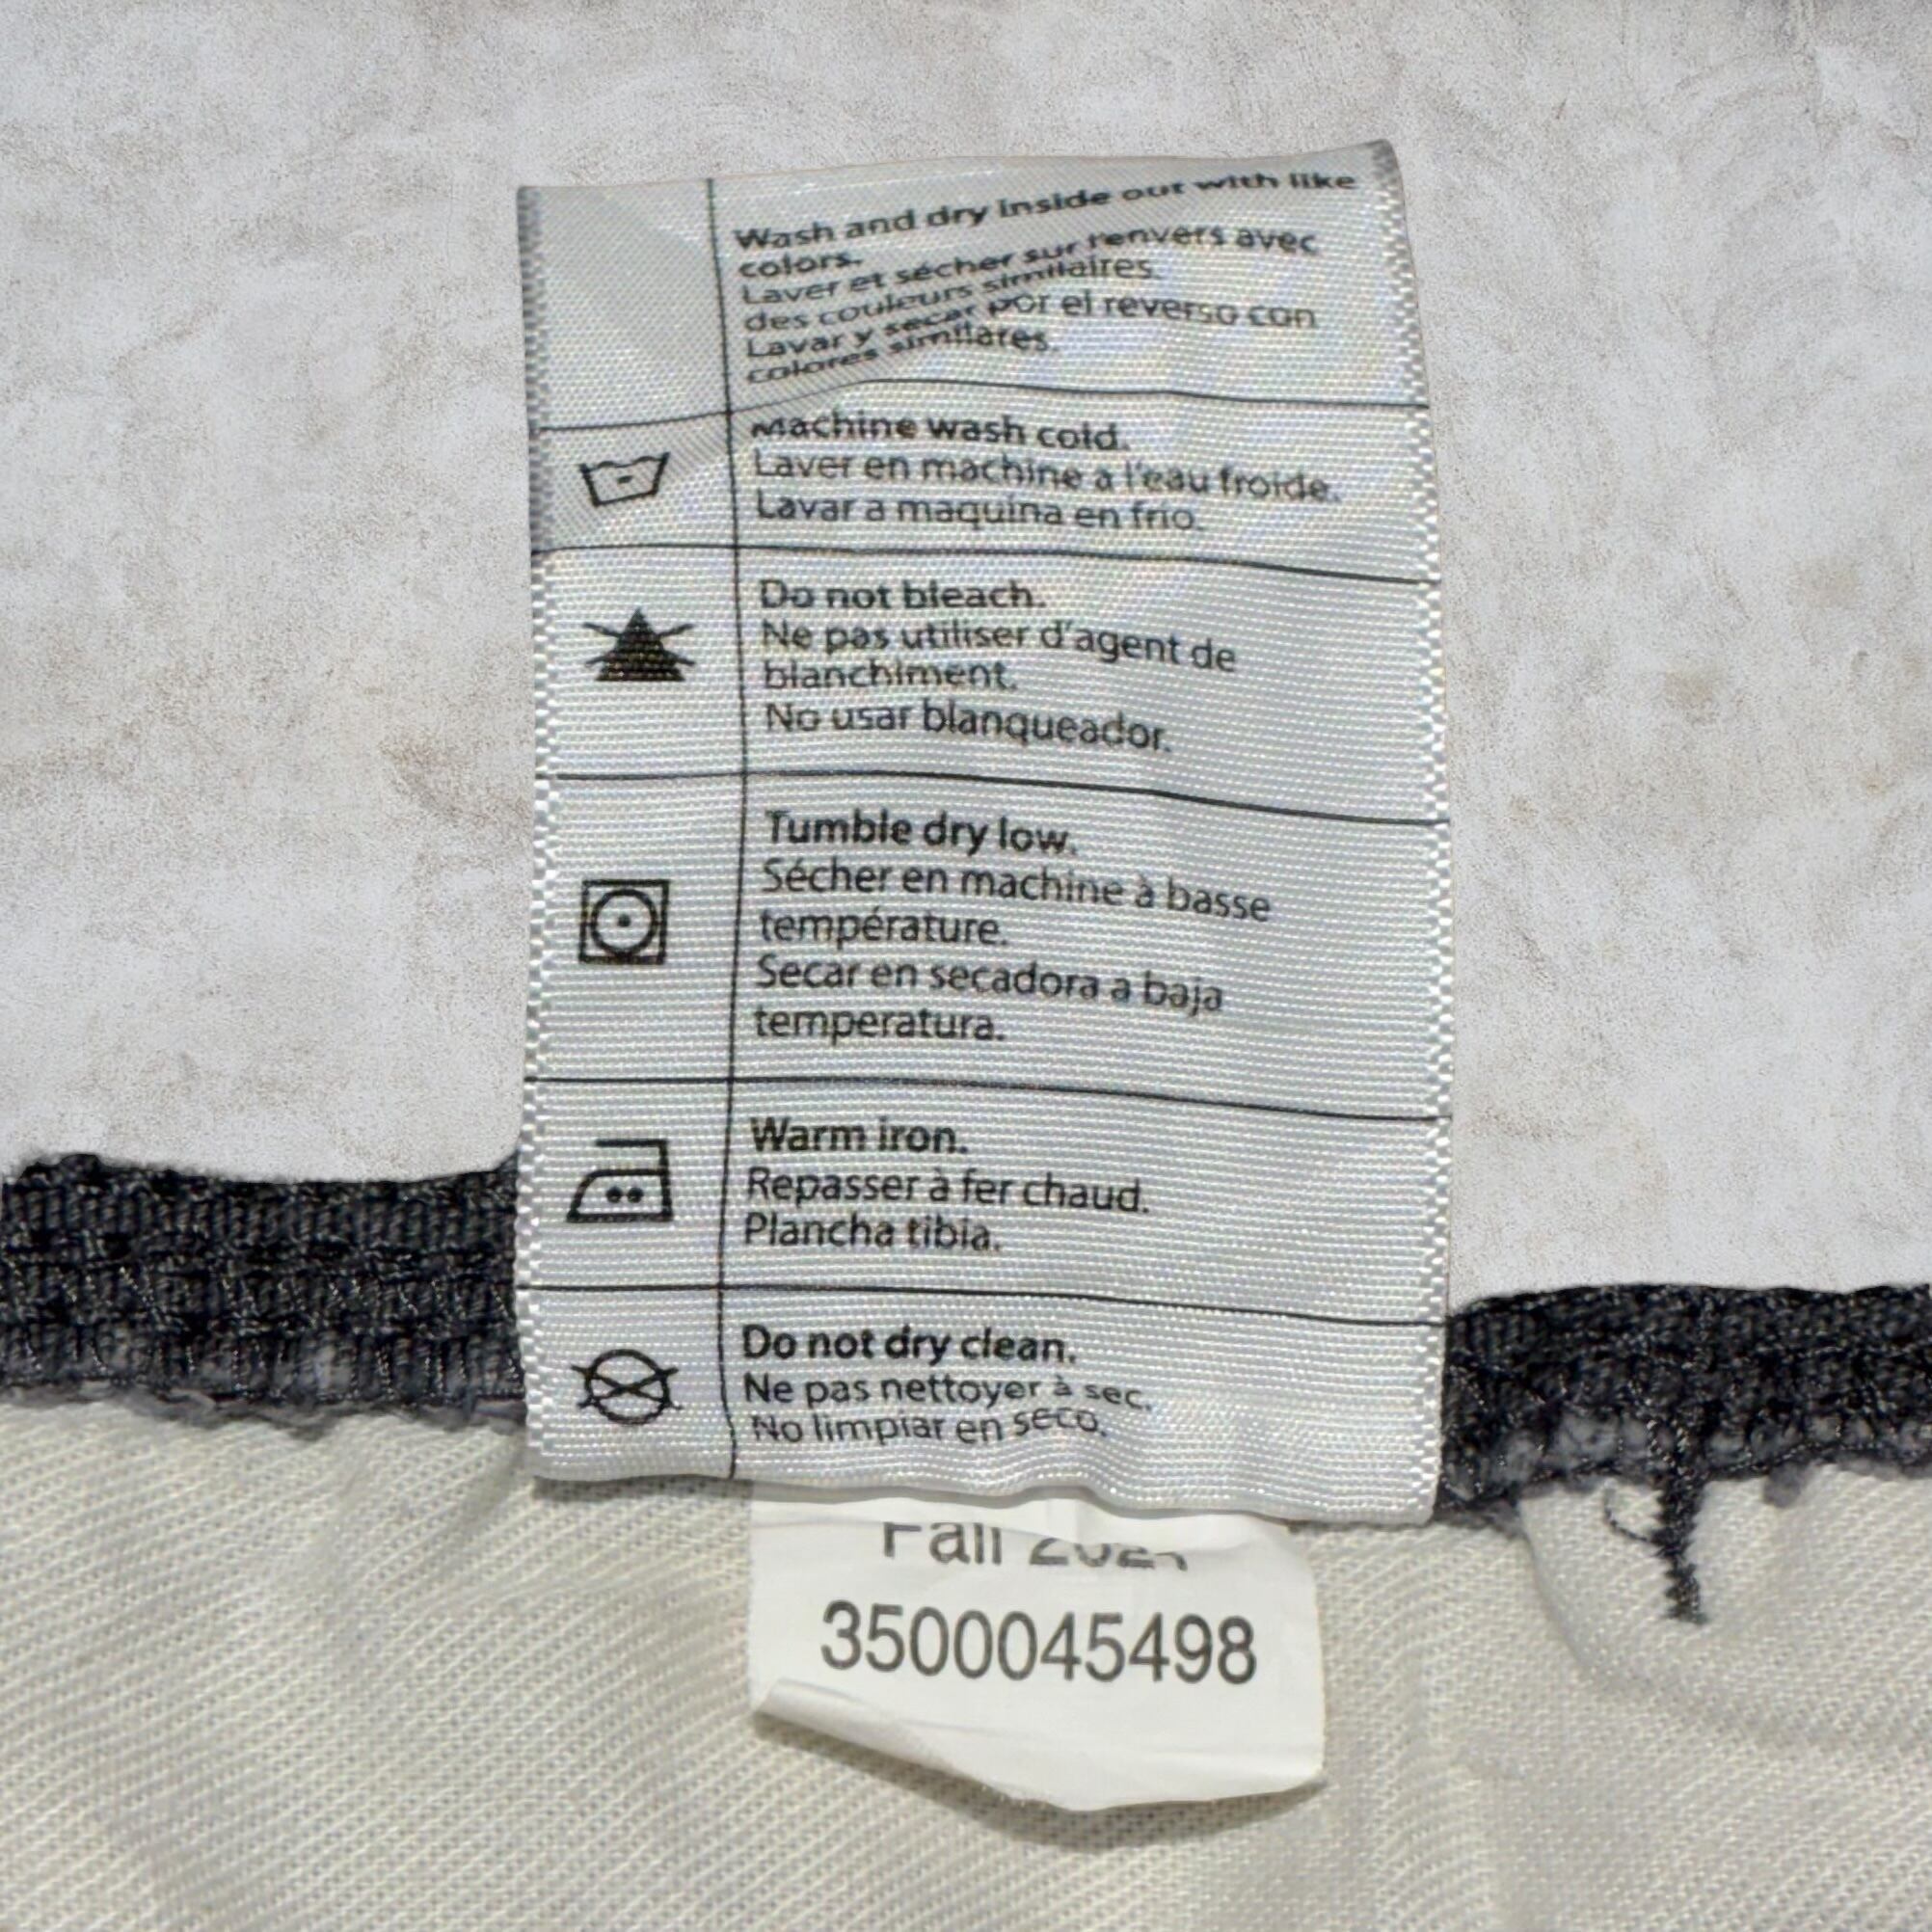 Wash and dry inside out with like
colors.
Laver et sécher sur l'envers avec
des couleurs similaires.
Lavar y secar por el reverso con
colores similares.
Machine wash cold.
Laver en machine a l'eau froide.
Lavar a maquina en frio.
Do not bleach.
Ne pas utiliser d'agent de
blanchiment.
No usar blanqueador.
Tumble dry low.
Sécher en machine à basse
température.
Secar en secadora a baja
temperatura.
Warm iron.
Repasser à fer chaud.
Plancha tibia.
Do not dry clean.
Ne pas nettoyer à sec.
No limpiar en seco.
Fall
3500045498